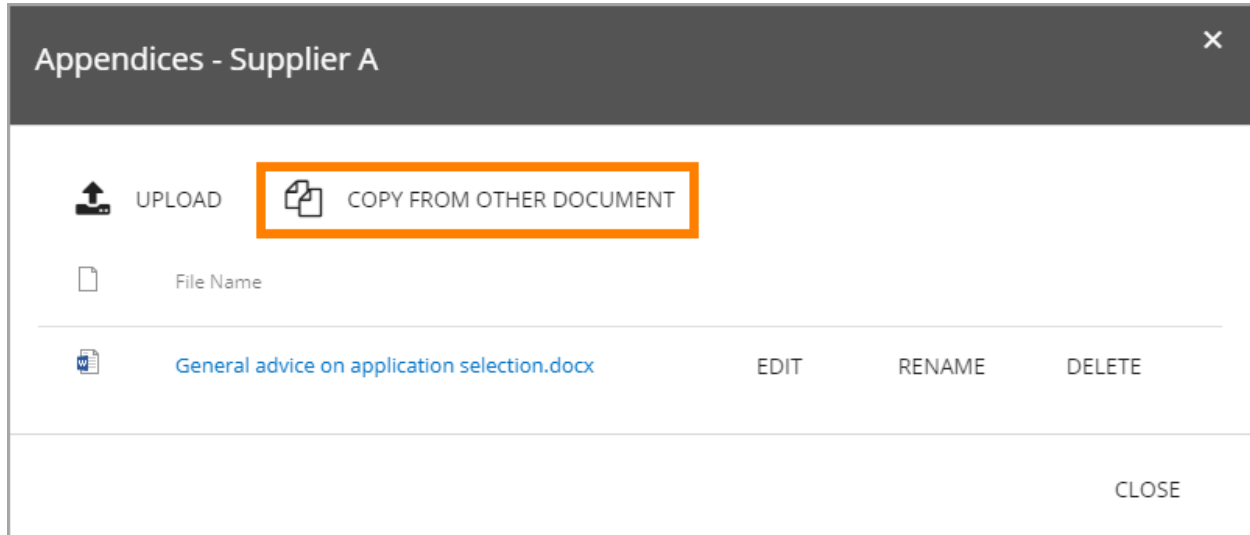 Appendices - Supplier A
UPLOAD COPY FROM OTHER DOCUMENT
File Name
General advice on application selection.docx EDIT RENAME DELETE
CLOSE